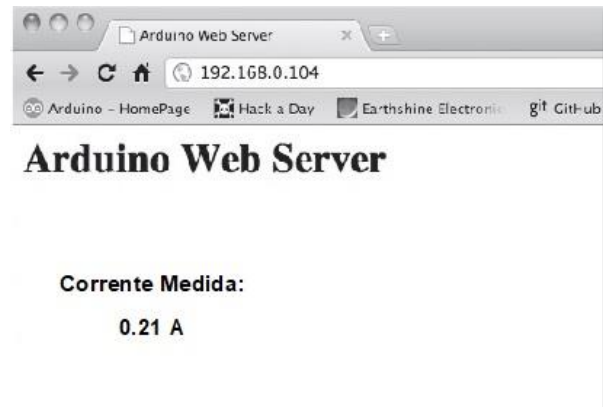 Arduino Web Server
192.168.0.104
Arduino - HomePage Hack a Day Earthshine Electronic git GitHub
Arduino Web Server
Corrente Medida:
0.21 A